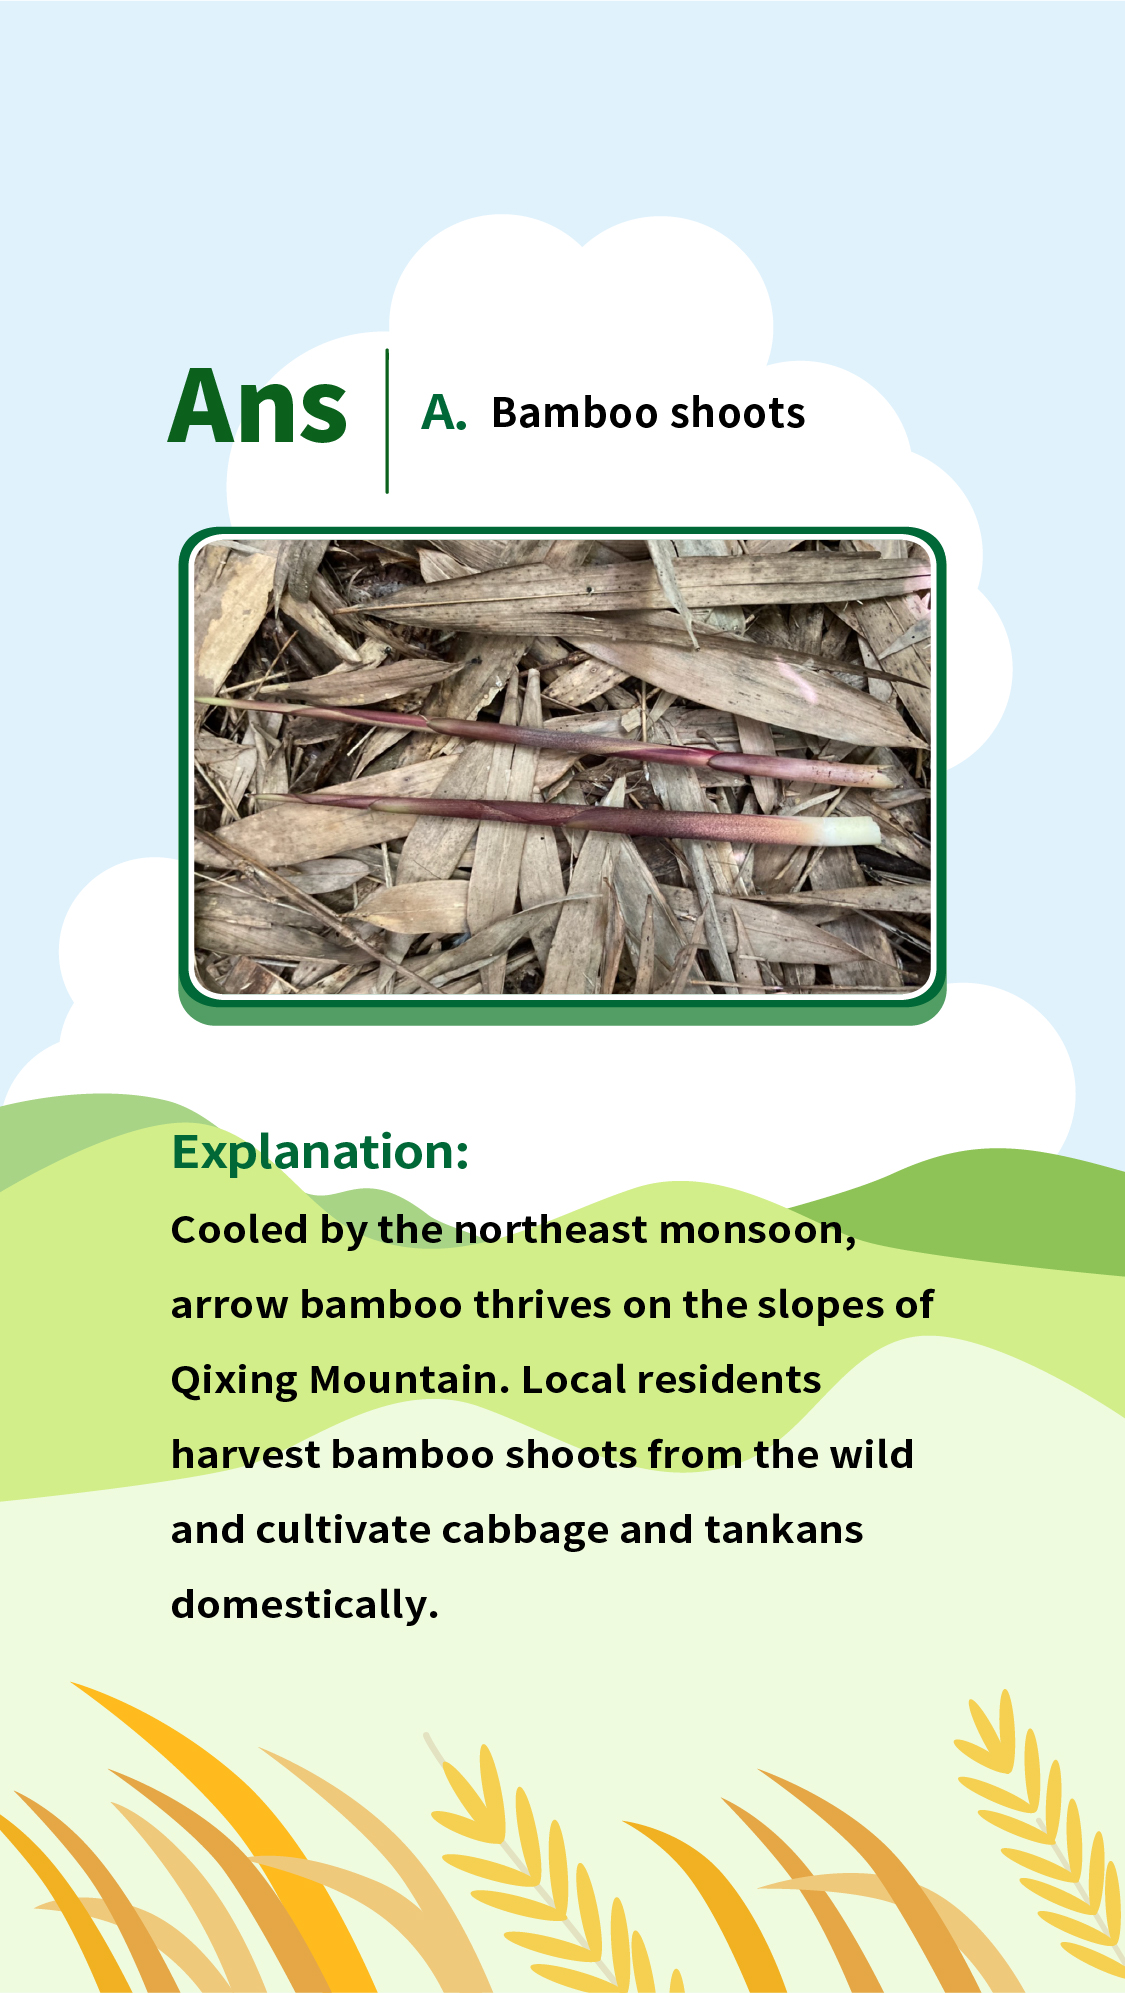 Ans
A. Bamboo shoots
Explanation:
Cooled by the northeast monsoon,
arrow bamboo thrives on the slopes of
Qixing Mountain. Local residents
harvest bamboo shoots from the wild
and cultivate cabbage and tankans
domestically.